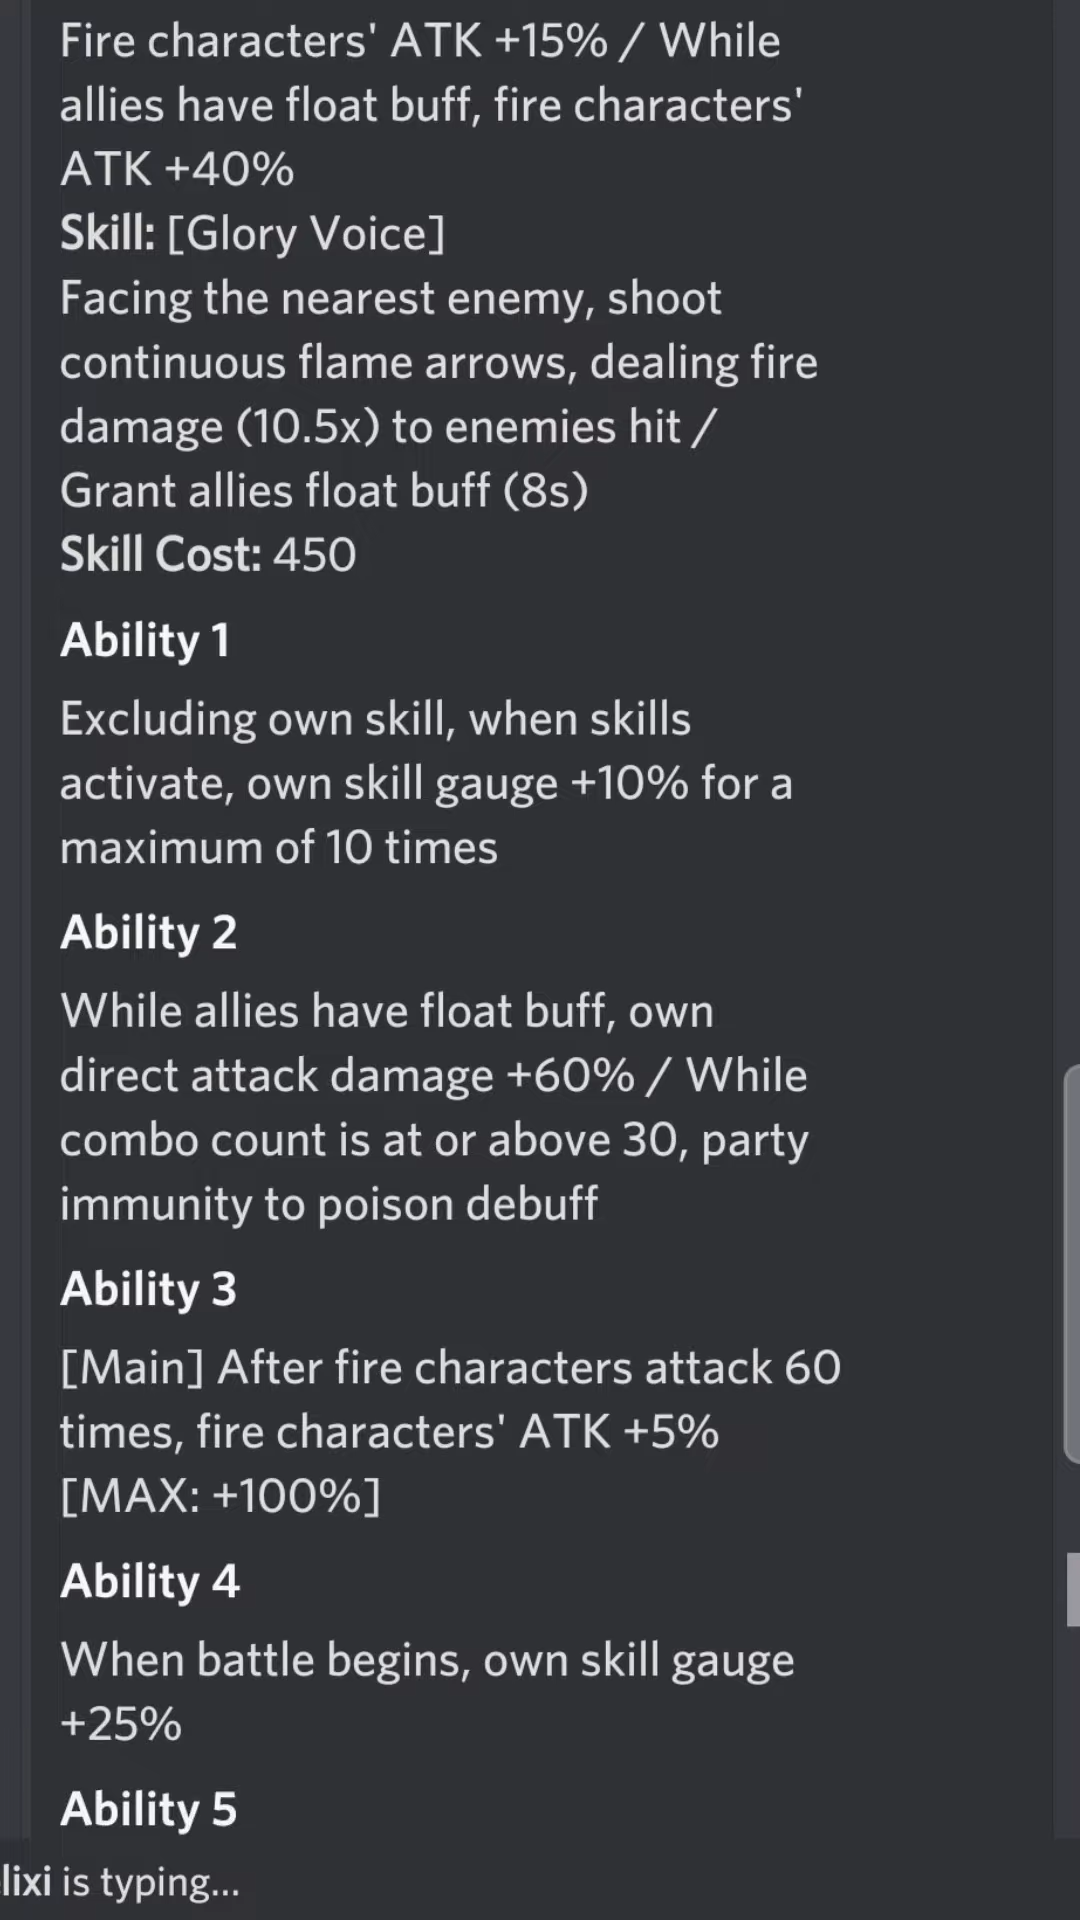 Fire characters' ATK +15% / While
allies have float buff, fire characters'
ATK +40%
Skill: [Glory Voice]
Facing the nearest enemy, shoot
continuous flame arrows, dealing fire
damage (10.5x) to enemies hit /
Grant allies float buff (8s)
Skill Cost: 450
Ability 1
Excluding own skill, when skills
activate, own skill gauge +10% for a
maximum of 10 times
Ability 2
While allies have float buff, own
direct attack damage +60% / While
combo count is at or above 30, party
immunity to poison debuff
Ability 3
[Main] After fire characters attack 60
times, fire characters' ATK +5%
[MAX: +100%]
Ability 4
When battle begins, own skill gauge
+25%
Ability 5
lixi is typing...